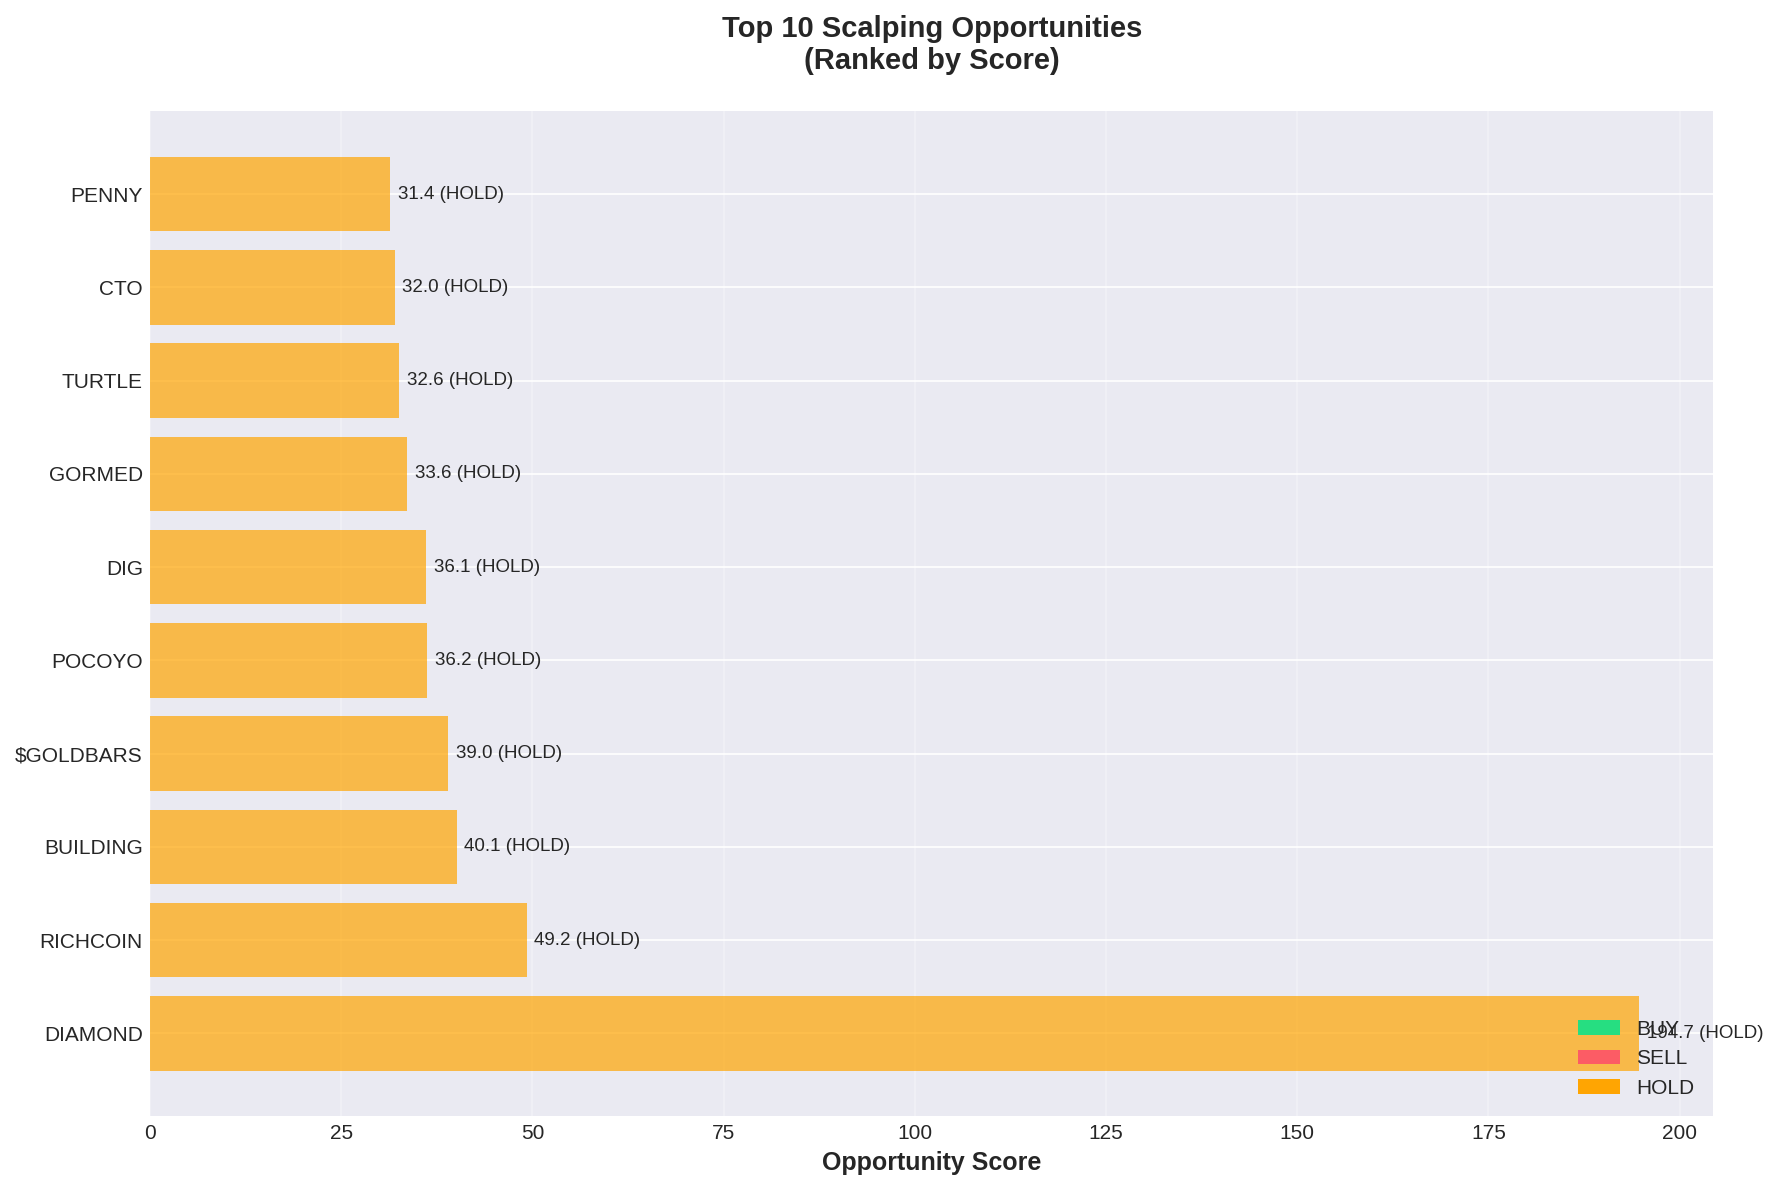 Top 10 Scalping Opportunities
(Ranked by Score)
PENNY 31.4 (HOLD)
CTO 32.0 (HOLD)
TURTLE 32.6 (HOLD)
GORMED 33.6 (HOLD)
DIG 36.1 (HOLD)
POCOYO 36.2 (HOLD)
$GOLDBARS 39.0 (HOLD)
BUILDING 40.1 (HOLD)
RICHCOIN 49.2 (HOLD)
DIAMOND 194.7 (HOLD)
BUY
SELL
HOLD
0 25 50 75 100 125 150 175 200
Opportunity Score